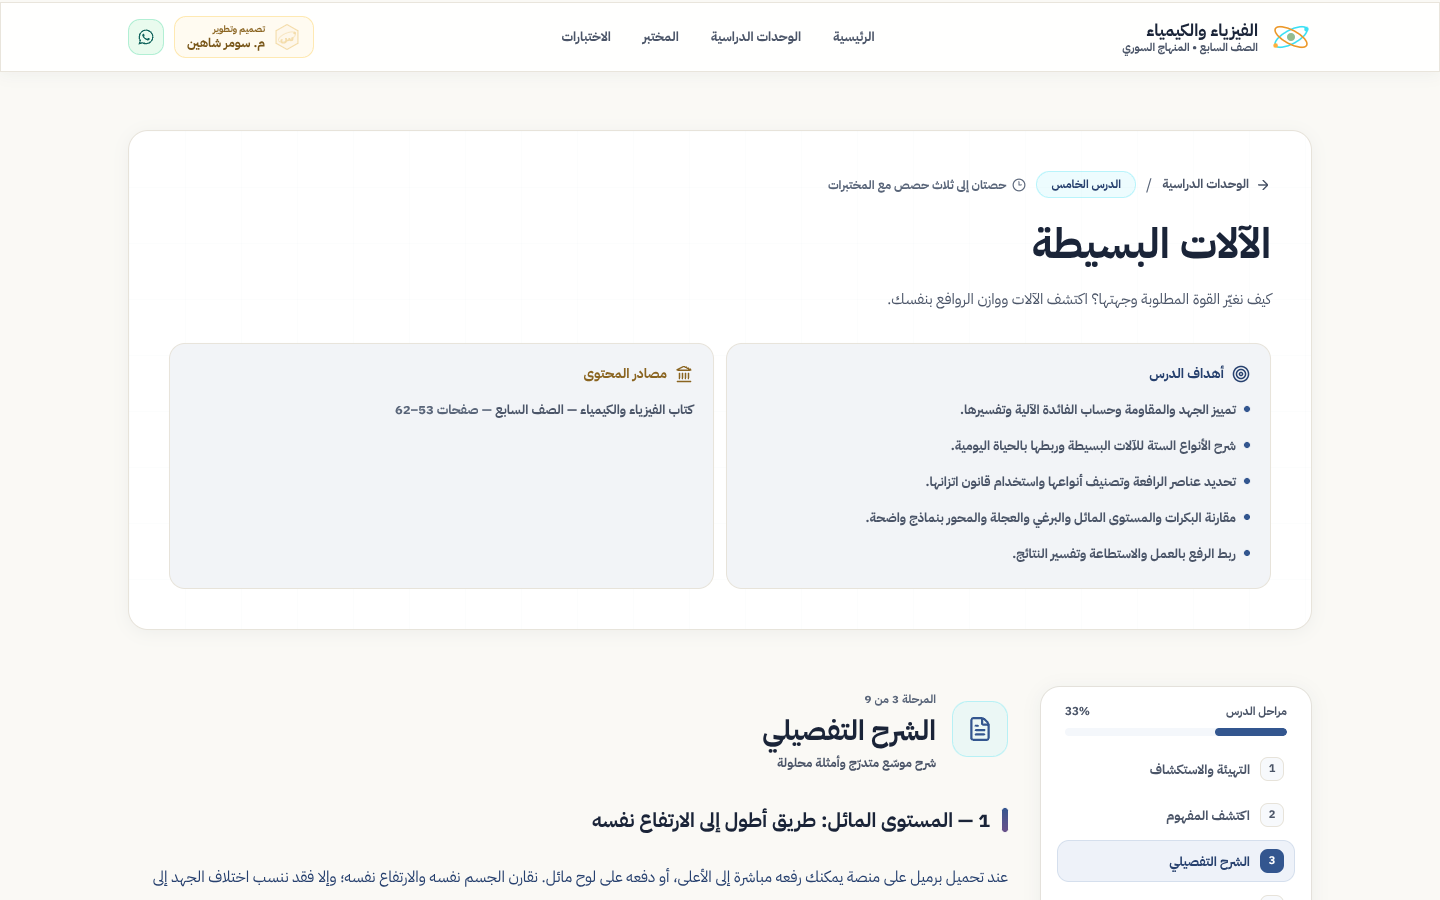 الفيزياء والكيمياء
الصف السابع • المنهاج السوري
الرئيسية
الوحدات الدراسية
المختبر
الاختبارات
تصميم وتطوير
م. سومر شاهين
الوحدات الدراسية / الدرس الخامس حصتان إلى ثلاث حصص مع المختبرات
الآلات البسيطة
كيف نغيّر القوة المطلوبة وجهتها؟ اكتشف الآلات ووازن الروافع بنفسك.
أهداف الدرس
تمييز الجهد والمقاومة وحساب الفائدة الآلية وتفسيرها.
شرح الأنواع الستة للآلات البسيطة وربطها بالحياة اليومية.
تحديد عناصر الرافعة وتصنيف أنواعها واستخدام قانون اتزانها.
مقارنة البكرات والمستوى المائل والبرغي والعجلة والمحور بنماذج واضحة.
ربط الرفع بالعمل والاستطاعة وتفسير النتائج.
مصادر المحتوى
كتاب الفيزياء والكيمياء — الصف السابع — صفحات 53–62
مراحل الدرس
33%
1 التهيئة والاستكشاف
2 اكتشف المفهوم
3 الشرح التفصيلي
المرحلة 3 من 9
الشرح التفصيلي
شرح موسّع متدرّج وأمثلة محلولة
1 — المستوى المائل: طريق أطول إلى الارتفاع نفسه
عند تحميل برميل على منصة يمكنك رفعه مباشرة إلى الأعلى، أو دفعه على لوح مائل. نقارن الجسم نفسه والارتفاع نفسه؛ وإلا فقد ننسب اختلاف الجهد إلى